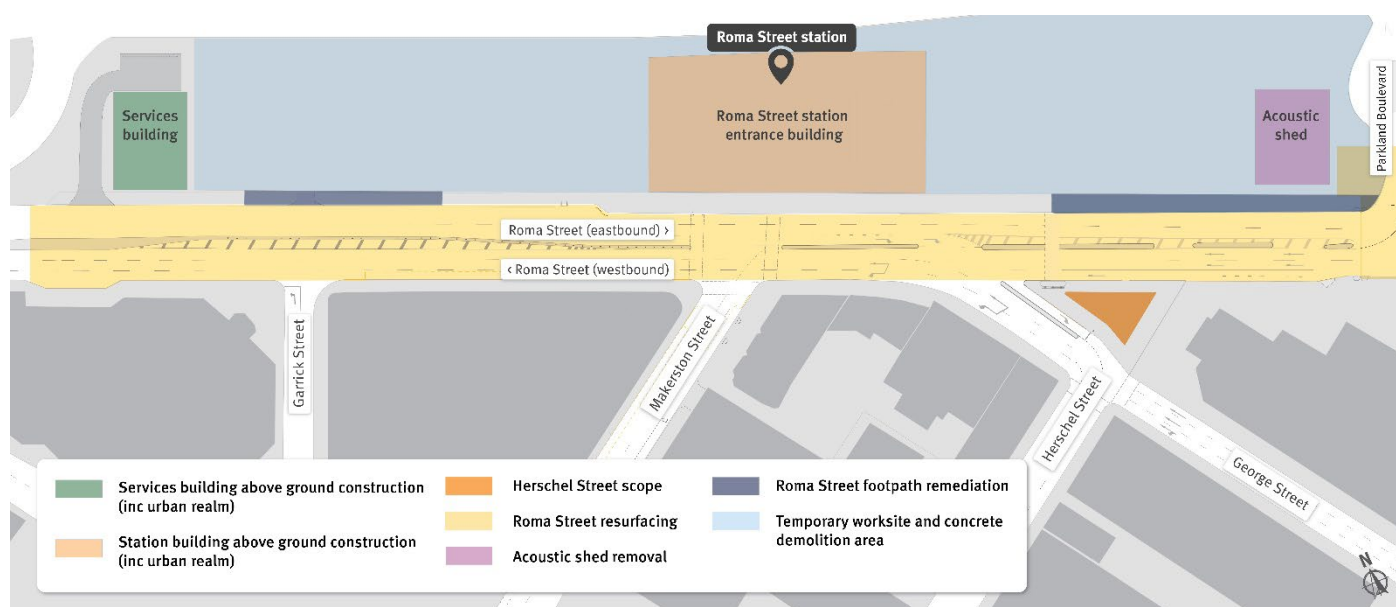 Roma Street station
Services
building
Roma Street station
entrance building
Acoustic
shed
Parkland Boulevard
Roma Street (eastbound) >
< Roma Street (westbound)
Garrick Street
Makerston Street
Herschel Street
George Street
Services building above ground construction
(inc urban realm)
Station building above ground construction
(inc urban realm)
Herschel Street scope
Roma Street resurfacing
Acoustic shed removal
Roma Street footpath remediation
Temporary worksite and concrete
demolition area
N